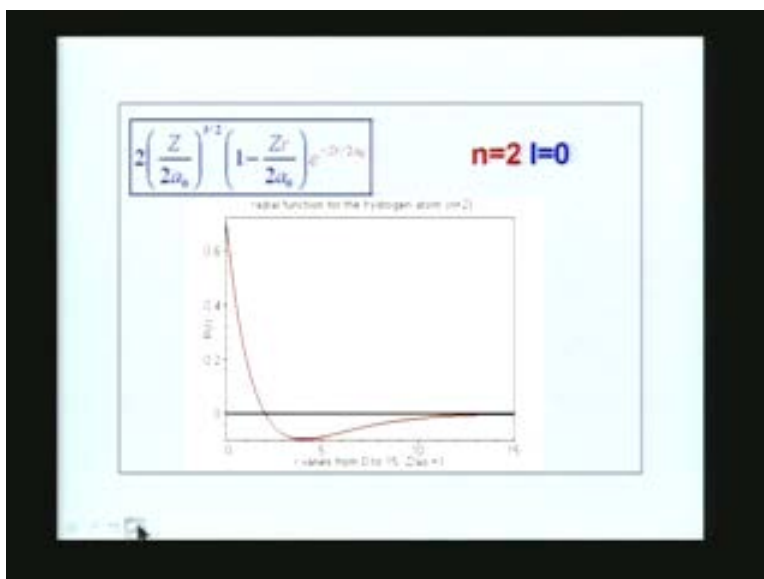 2(Z/2a₀)^3/2 (1 - Zr/2a₀) e^-Zr/2a₀
n=2 l=0
radial function for the hydrogen atom (n=2)
0.6
0.4
0.2
0
0 5 10 15
r varies from 0 to 15, Z/ao = 1